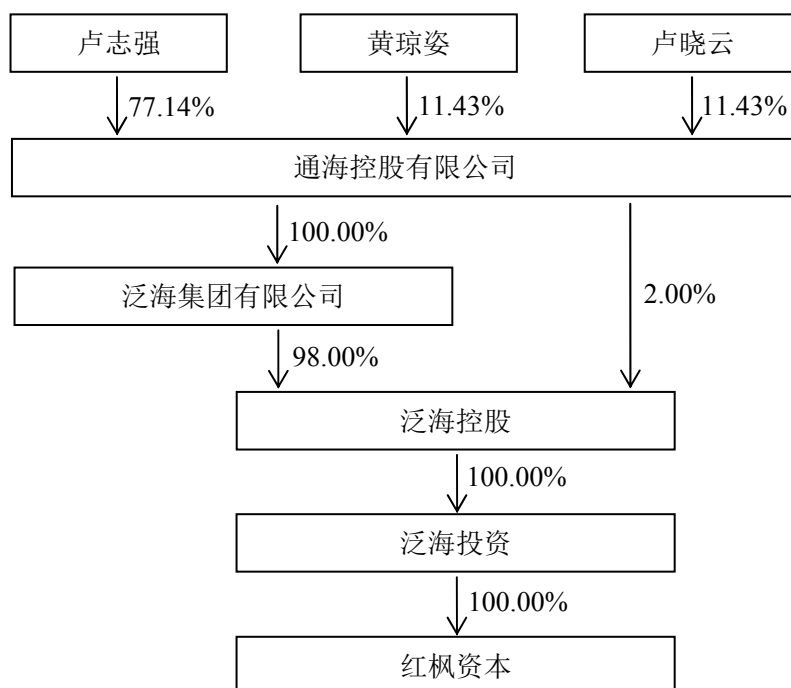 卢志强
黄琼姿
卢晓云
77.14%
11.43%
11.43%
通海控股有限公司
100.00%
泛海集团有限公司
2.00%
98.00%
泛海控股
100.00%
泛海投资
100.00%
红枫资本